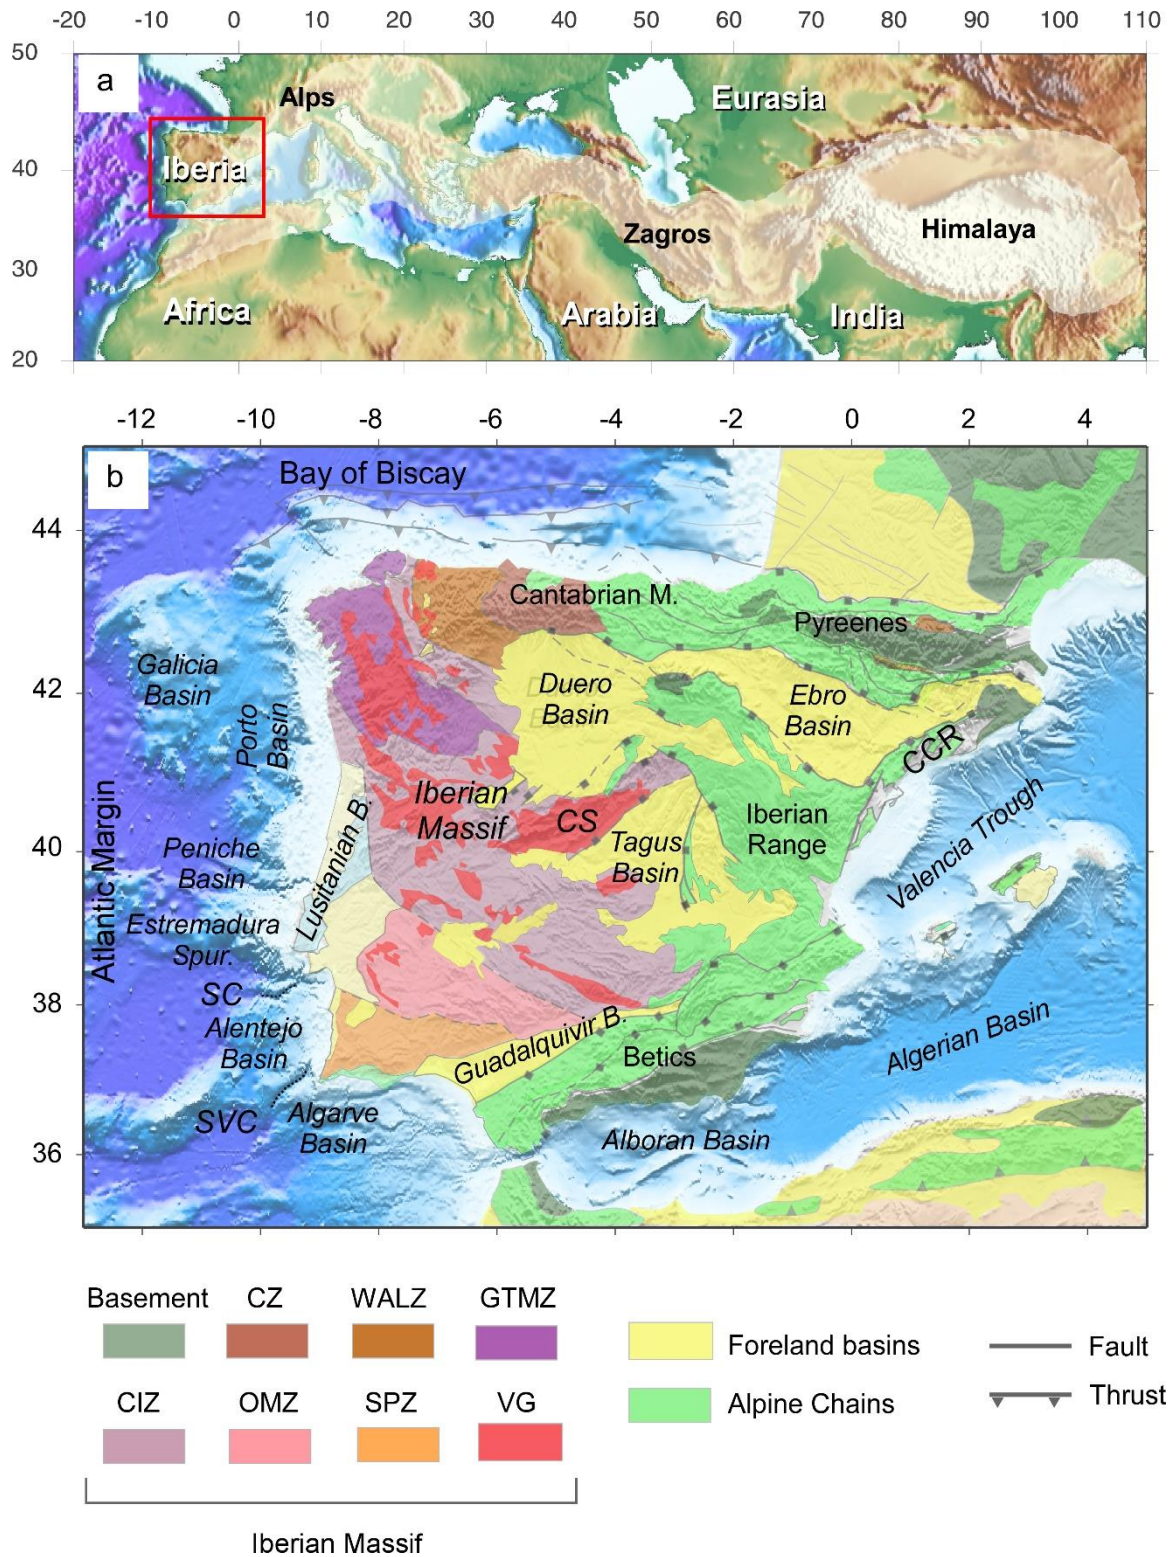 -20 -10 0 10 20 30 40 50 60 70 80 90 100 110
50
40
30
20
a
Alps
Eurasia
Iberia
Zagros
Himalaya
Africa
Arabia
India
-12 -10 -8 -6 -4 -2 0 2 4
44
42
40
38
36
b
Bay of Biscay
Cantabrian M.
Pyreenes
Galicia
Basin
Porto
Basin
Duero
Basin
Ebro
Basin
CCR
Atlantic Margin
Lusitanian B.
Iberian
Massif
CS
Tagus
Basin
Iberian
Range
Valencia Trough
Peniche
Basin
Estremadura
Spur.
SC
Alentejo
Basin
SVC
Algarve
Basin
Guadalquivir B.
Betics
Alboran Basin
Algerian Basin
Basement CZ WALZ GTMZ
CIZ OMZ SPZ VG
Iberian Massif
Foreland basins
Alpine Chains
Fault
Thrust